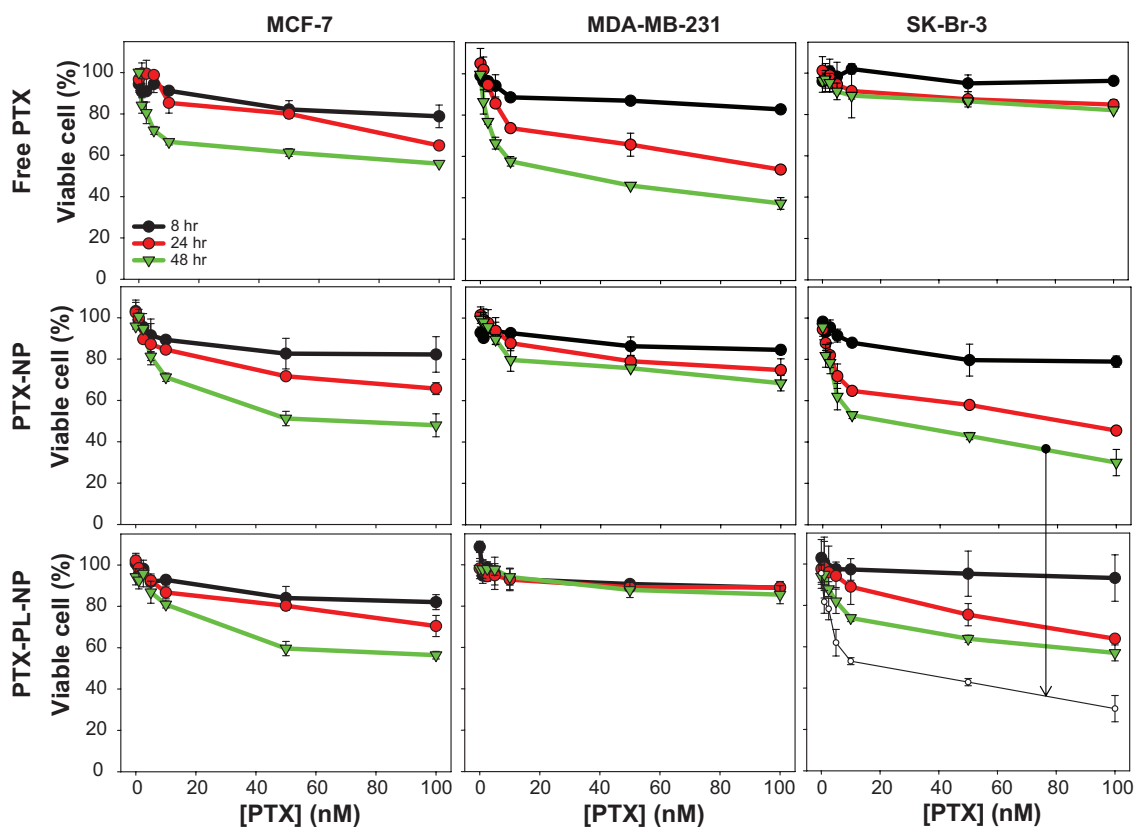 MCF-7
MDA-MB-231
SK-Br-3
Free PTX
Viable cell (%)
100
80
60
40
20
0
8 hr
24 hr
48 hr
PTX-NP
Viable cell (%)
100
80
60
40
20
0
PTX-PL-NP
Viable cell (%)
100
80
60
40
20
0
0 20 40 60 80 100
0 20 40 60 80 100
0 20 40 60 80 100
[PTX] (nM)
[PTX] (nM)
[PTX] (nM)